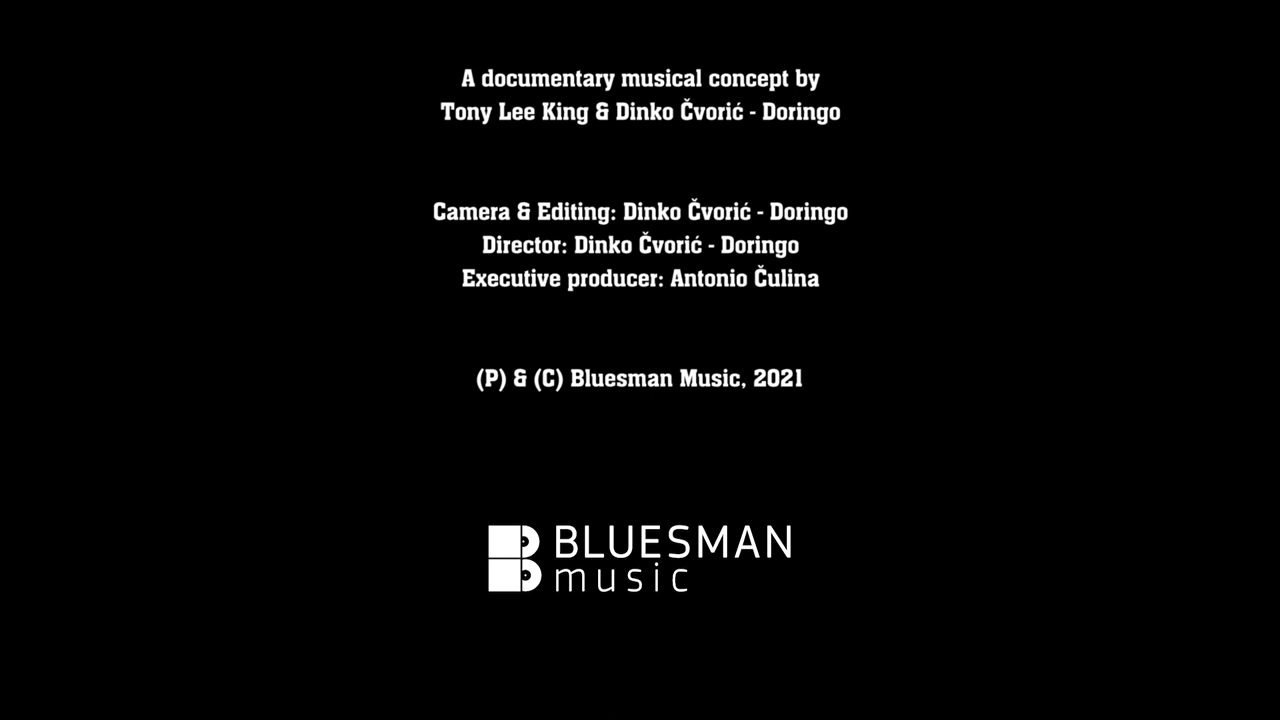 A documentary musical concept by
Tony Lee King & Dinko Čvorić - Doringo
Camera & Editing: Dinko Čvorić - Doringo
Director: Dinko Čvorić - Doringo
Executive producer: Antonio Čulina
(P) & (C) Bluesman Music, 2021
BLUESMAN
music